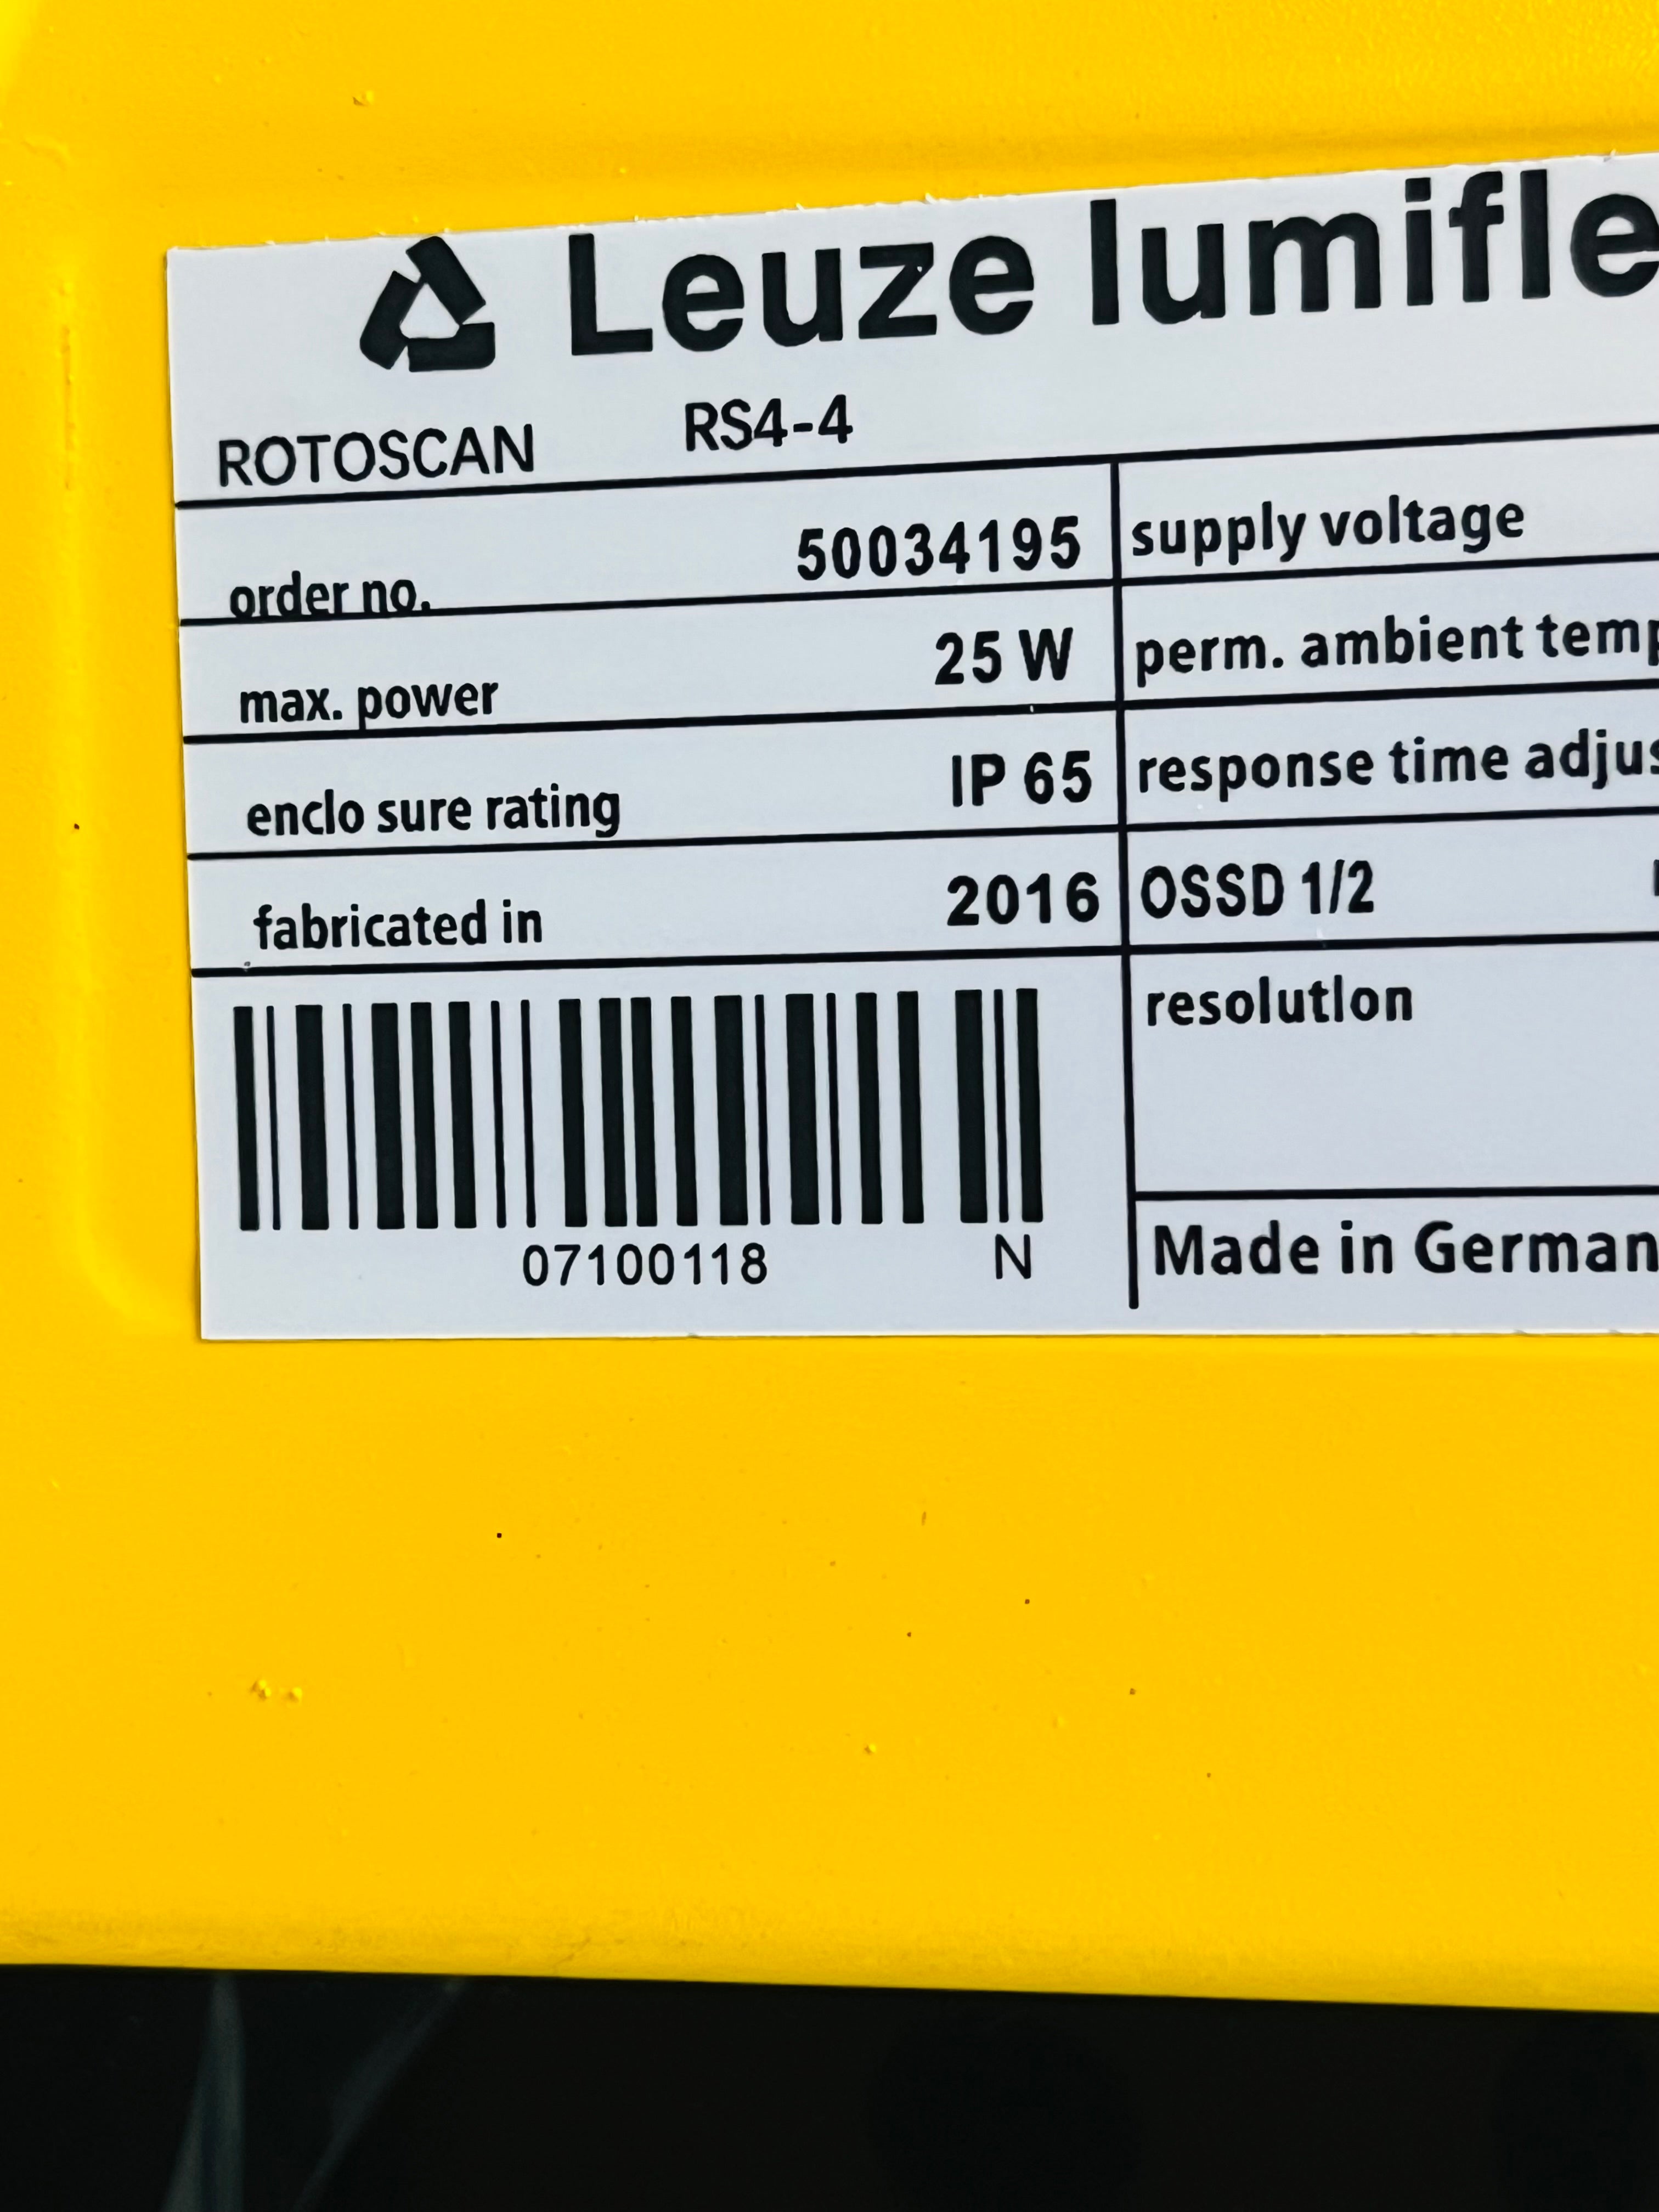 Leuze lumifle
ROTOSCAN RS4-4
order no. 50034195 supply voltage
max. power 25 W perm. ambient temp
enclo sure rating IP 65 response time adjus
fabricated in 2016 OSSD 1/2
resolutlon
07100118 N
Made in German